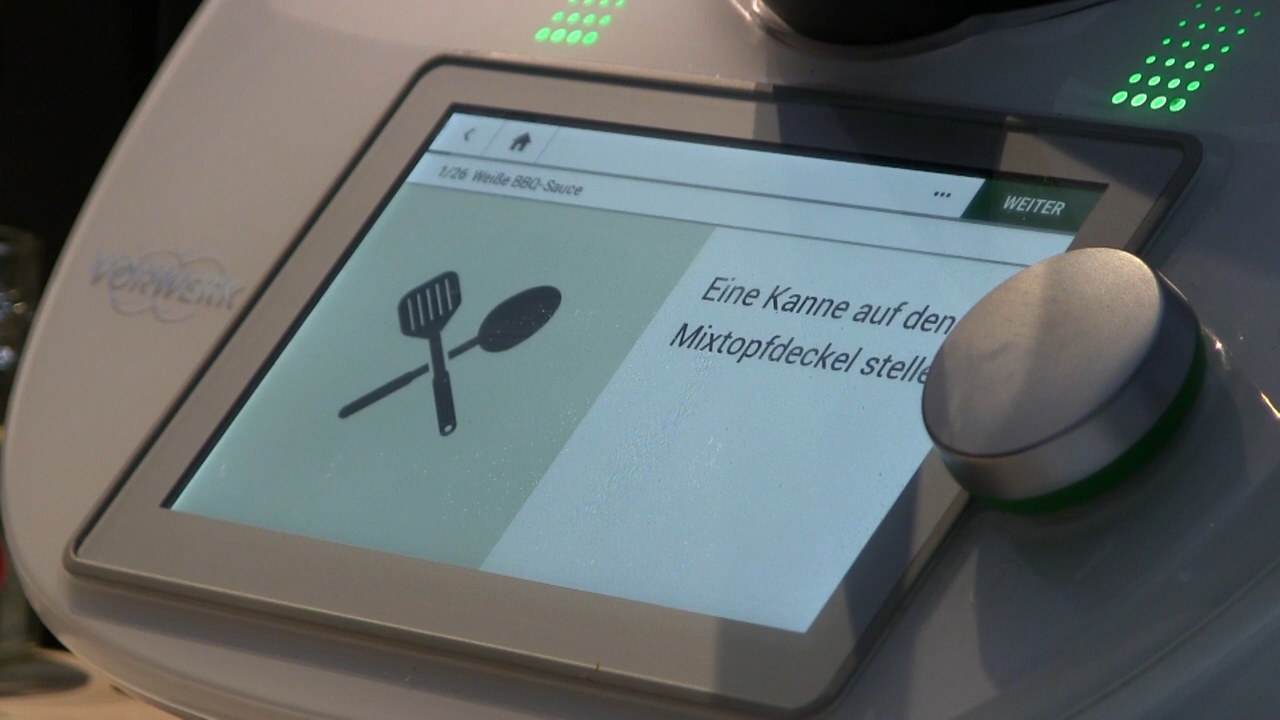 1/26 Weiße BBQ-Sauce
...
WEITER
VORWERK
Eine Kanne auf den
Mixtopfdeckel stelle